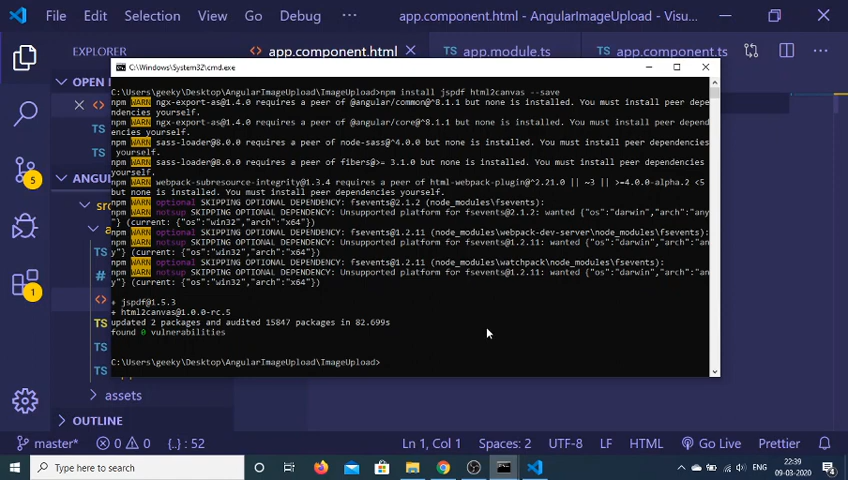 File Edit Selection View Go Debug ··· app.component.html - AngularImageUpload - Visu...
EXPLORER
app.component.html
TS app.module.ts
TS app.component.ts
OPEN
TS
ANGU
src
a
TS
#
<>
TS
TS
TS
assets
OUTLINE
5
1
C:\Windows\System32\cmd.exe
C:\Users\geeky\Desktop\AngularImageUpload\ImageUpload>npm install jspdf html2canvas --save
npm WARN ngx-export-as@1.4.0 requires a peer of @angular/common@^8.1.1 but none is installed. You must install peer depe
ndencies yourself.
npm WARN ngx-export-as@1.4.0 requires a peer of @angular/core@^8.1.1 but none is installed. You must install peer depend
encies yourself.
npm WARN sass-loader@8.0.0 requires a peer of node-sass@^4.0.0 but none is installed. You must install peer dependencies
yourself.
npm WARN sass-loader@8.0.0 requires a peer of fibers@>= 3.1.0 but none is installed. You must install peer dependencies
yourself.
npm WARN webpack-subresource-integrity@1.3.4 requires a peer of html-webpack-plugin@^2.21.0 || ~3 || >=4.0.0-alpha.2 <5
but none is installed. You must install peer dependencies yourself.
npm WARN optional SKIPPING OPTIONAL DEPENDENCY: fsevents@2.1.2 (node_modules\fsevents):
npm WARN notsup SKIPPING OPTIONAL DEPENDENCY: Unsupported platform for fsevents@2.1.2: wanted {"os":"darwin","arch":"any
"} (current: {"os":"win32","arch":"x64"})
npm WARN optional SKIPPING OPTIONAL DEPENDENCY: fsevents@1.2.11 (node_modules\webpack-dev-server\node_modules\fsevents):
npm WARN notsup SKIPPING OPTIONAL DEPENDENCY: Unsupported platform for fsevents@1.2.11: wanted {"os":"darwin","arch":"an
y"} (current: {"os":"win32","arch":"x64"})
npm WARN optional SKIPPING OPTIONAL DEPENDENCY: fsevents@1.2.11 (node_modules\watchpack\node_modules\fsevents):
npm WARN notsup SKIPPING OPTIONAL DEPENDENCY: Unsupported platform for fsevents@1.2.11: wanted {"os":"darwin","arch":"an
y"} (current: {"os":"win32","arch":"x64"})
+ jspdf@1.5.3
+ html2canvas@1.0.0-rc.5
updated 2 packages and audited 15847 packages in 82.699s
found 0 vulnerabilities
C:\Users\geeky\Desktop\AngularImageUpload\ImageUpload>
master* 0 0 {..} : 52 Ln 1, Col 1 Spaces: 2 UTF-8 LF HTML Go Live Prettier
Type here to search
ENG
22:39
09-03-2020
4